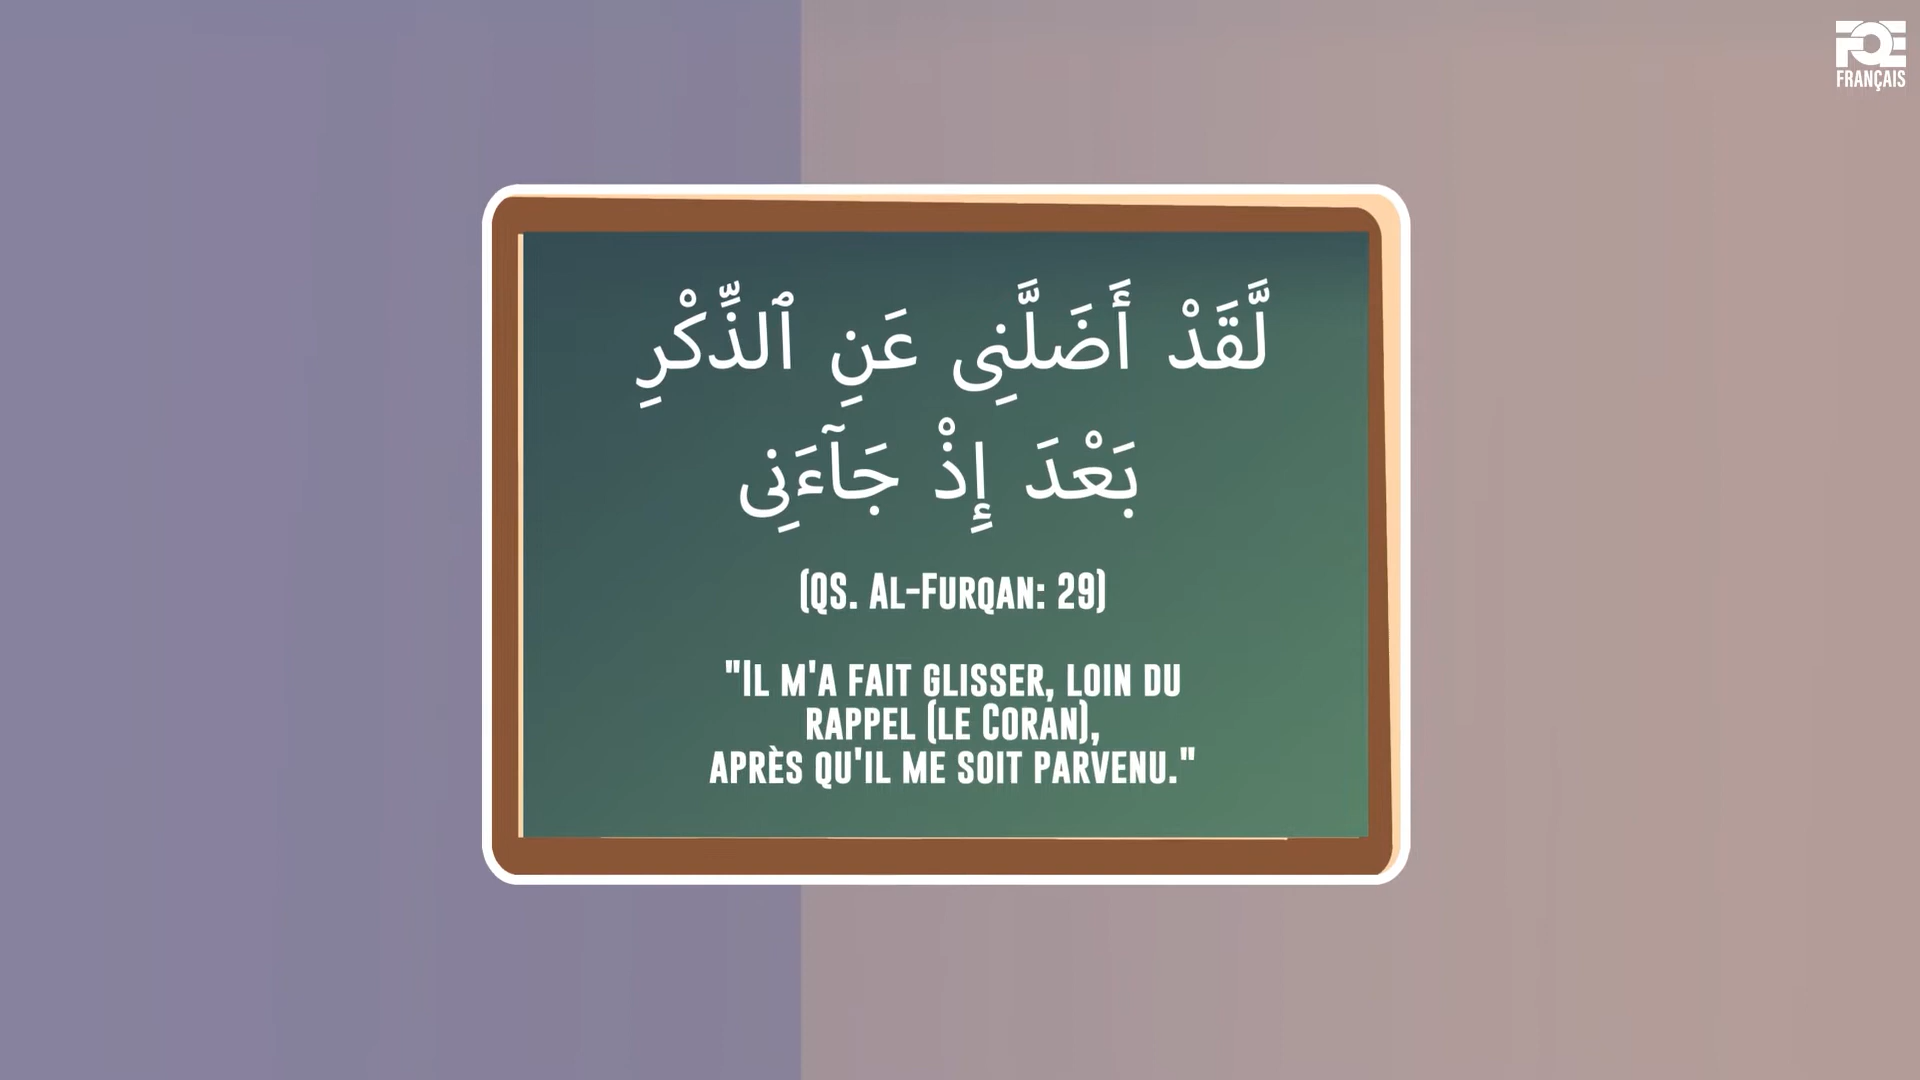 FQE
FRANÇAIS
لَّقَدْ أَضَلَّنِى عَنِ ٱلذِّكْرِ
بَعْدَ إِذْ جَآءَنِى
(QS. Al-Furqan: 29)
"Il m'a fait glisser, loin du
rappel (le Coran),
après qu'il me soit parvenu."